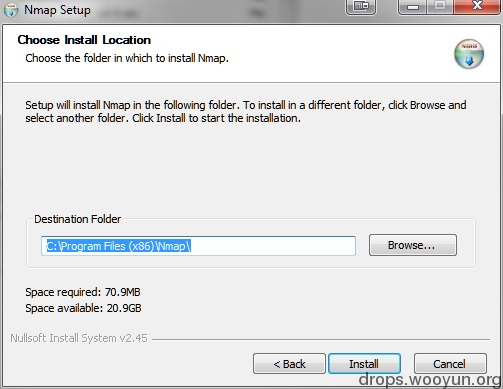 Nmap Setup
Choose Install Location
Choose the folder in which to install Nmap.
Setup will install Nmap in the following folder. To install in a different folder, click Browse and
select another folder. Click Install to start the installation.
Destination Folder
C:\Program Files (x86)\Nmap\
Browse...
Space required: 70.9MB
Space available: 20.9GB
Nullsoft Install System v2.45
< Back
Install
Cancel
drops.wooyun.org